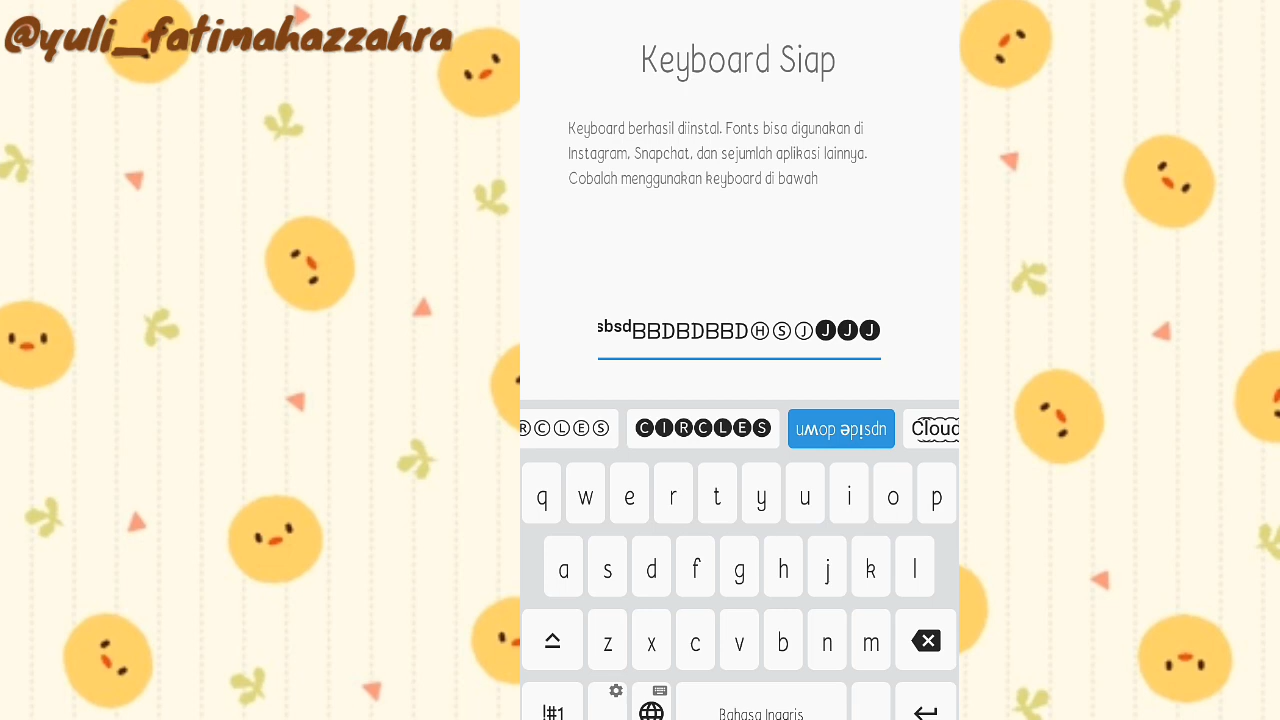 @yuli_fatimahazzahra
Keyboard Siap
Keyboard berhasil diinstal. Fonts bisa digunakan di
Instagram, Snapchat, dan sejumlah aplikasi lainnya.
Cobalah menggunakan keyboard di bawah
sbsdBBDBDBBDⒽⓈⒿ🅙🅙🅙
ⓇⒸⓁⒺⓈ 🅒🅘🅡🅒🅛🅔🅢 uʍop ǝpᴉsdn Cloud
q w e r t y u i o p
a s d f g h j k l
z x c v b n m
!#1 Bahasa Inggris